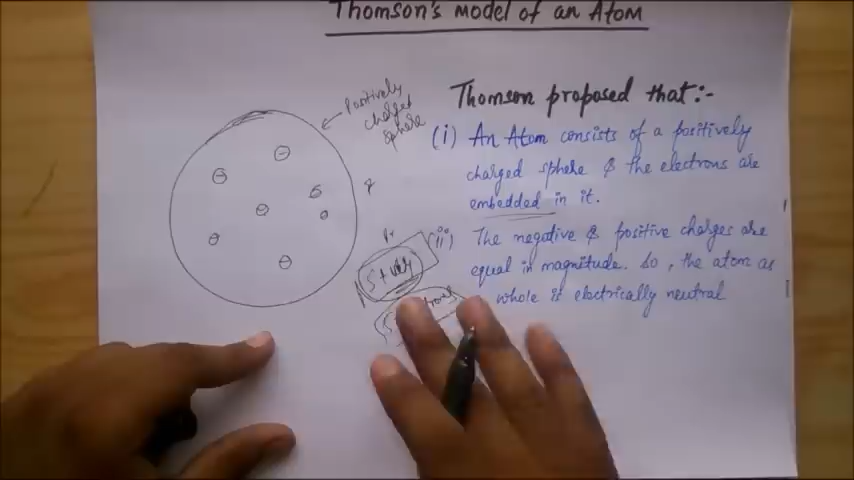 Thomson's model of an Atom
Positively
charged
sphere
Thomson proposed that:-
(i) An Atom consists of a positively
charged sphere & the electrons are
embedded in it.
(ii) The negative & positive charges are
equal in magnitude. So, the atom as
whole is electrically neutral